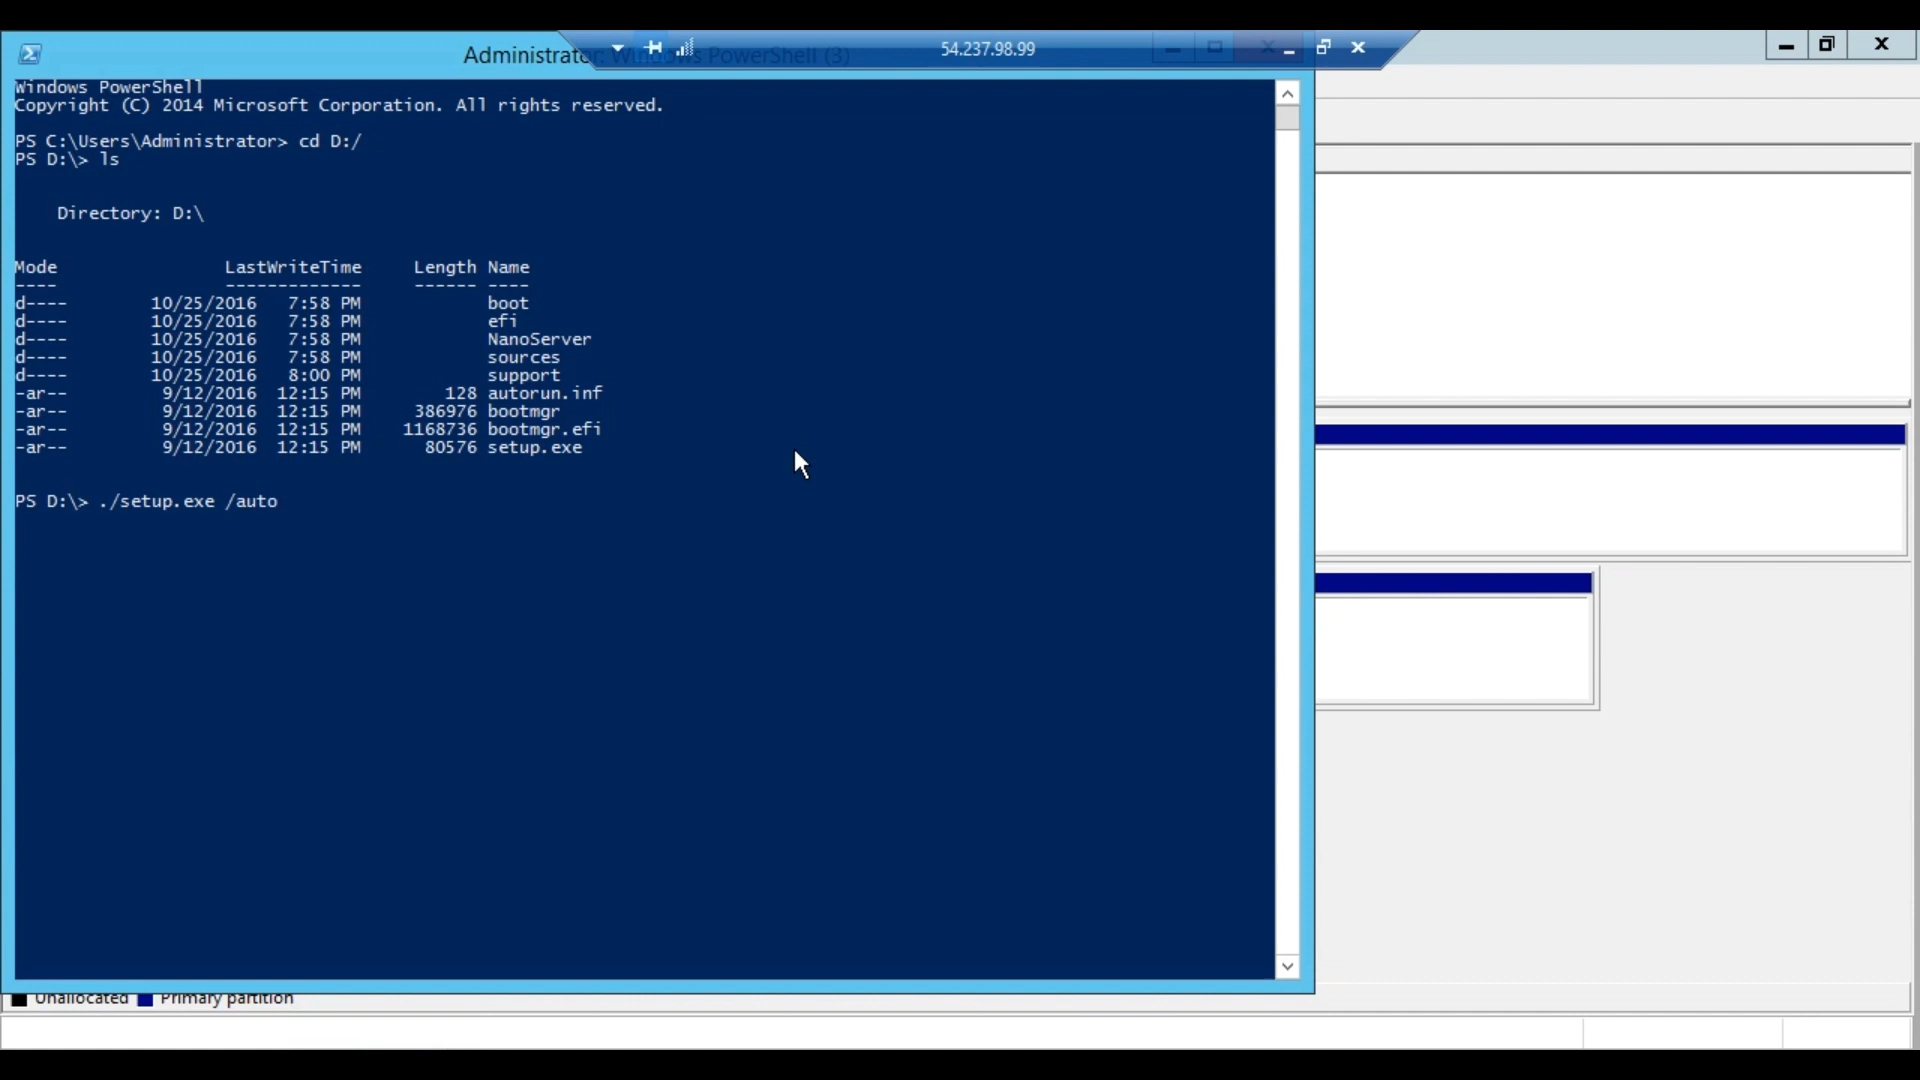 Administrator: Windows PowerShell (3)
54.237.98.99
Windows PowerShell
Copyright (C) 2014 Microsoft Corporation. All rights reserved.
PS C:\Users\Administrator> cd D:/
PS D:\> ls
Directory: D:\
Mode LastWriteTime Length Name
---- ------------- ------ ----
d---- 10/25/2016 7:58 PM boot
d---- 10/25/2016 7:58 PM efi
d---- 10/25/2016 7:58 PM NanoServer
d---- 10/25/2016 7:58 PM sources
d---- 10/25/2016 8:00 PM support
-ar-- 9/12/2016 12:15 PM 128 autorun.inf
-ar-- 9/12/2016 12:15 PM 386976 bootmgr
-ar-- 9/12/2016 12:15 PM 1168736 bootmgr.efi
-ar-- 9/12/2016 12:15 PM 80576 setup.exe
PS D:\> ./setup.exe /auto
Unallocated Primary partition